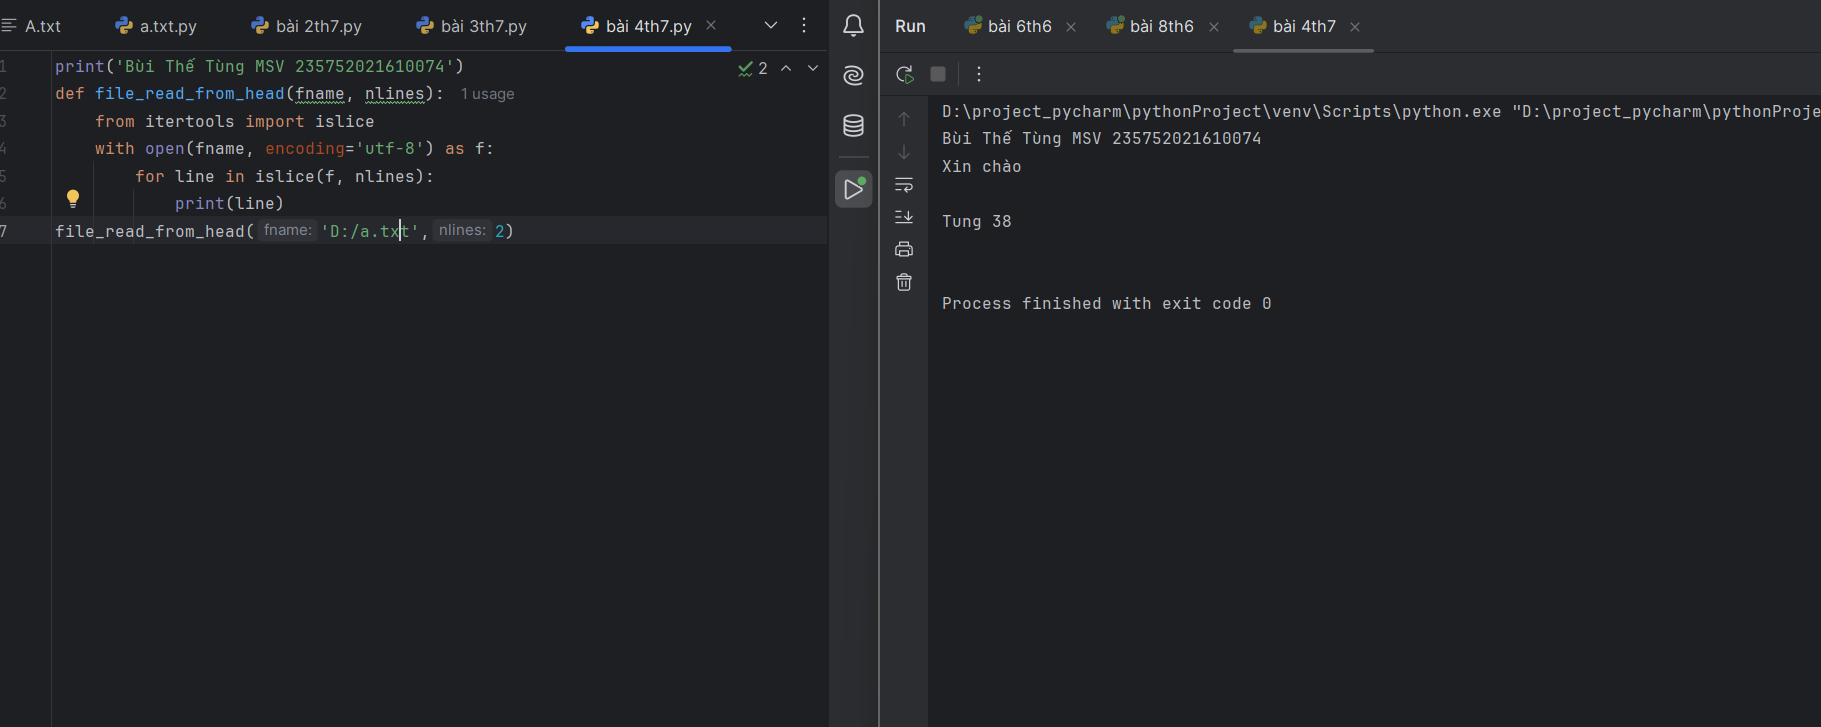 A.txt a.txt.py bài 2th7.py bài 3th7.py bài 4th7.py
2
1 print('Bùi Thế Tùng MSV 235752021610074')
2 def file_read_from_head(fname, nlines): 1 usage
3 from itertools import islice
4 with open(fname, encoding='utf-8') as f:
5 for line in islice(f, nlines):
6 print(line)
7 file_read_from_head( fname: 'D:/a.txt', nlines: 2)
Run bài 6th6 bài 8th6 bài 4th7
D:\project_pycharm\pythonProject\venv\Scripts\python.exe "D:\project_pycharm\pythonProje
Bùi Thế Tùng MSV 235752021610074
Xin chào
Tung 38
Process finished with exit code 0